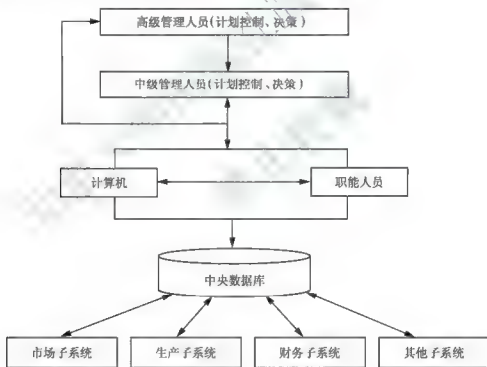 高级管理人员(计划控制、决策)
中级管理人员(计划控制、决策)
计算机
职能人员
中央数据库
市场子系统
生产子系统
财务子系统
其他子系统